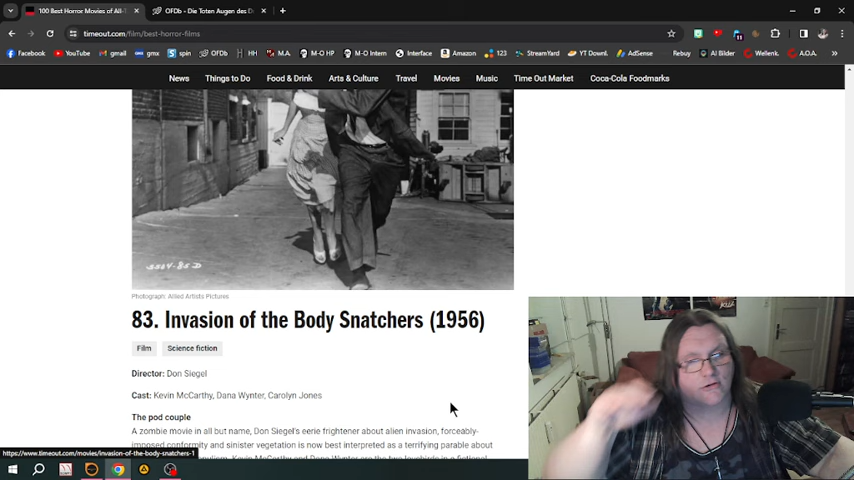 100 Best Horror Movies of All-T
OFDb - Die Toten Augen des D
timeout.com/film/best-horror-films
Facebook YouTube gmail gmx spin OFDb HH M.A. M-O HP M-O Intern Interface Amazon 123 StreamYard YT Downl. AdSense Rebuy AI Bilder Wellenk. A.O.A.
News Things to Do Food & Drink Arts & Culture Travel Movies Music Time Out Market Coca-Cola Foodmarks
Photograph: Allied Artists Pictures
83. Invasion of the Body Snatchers (1956)
Film Science fiction
Director: Don Siegel
Cast: Kevin McCarthy, Dana Wynter, Carolyn Jones
The pod couple
A zombie movie in all but name, Don Siegel's eerie frightener about alien invasion, forceably-
imposed conformity and sinister vegetation is now best interpreted as a terrifying parable about
https://www.timeout.com/movies/invasion-of-the-body-snatchers-1